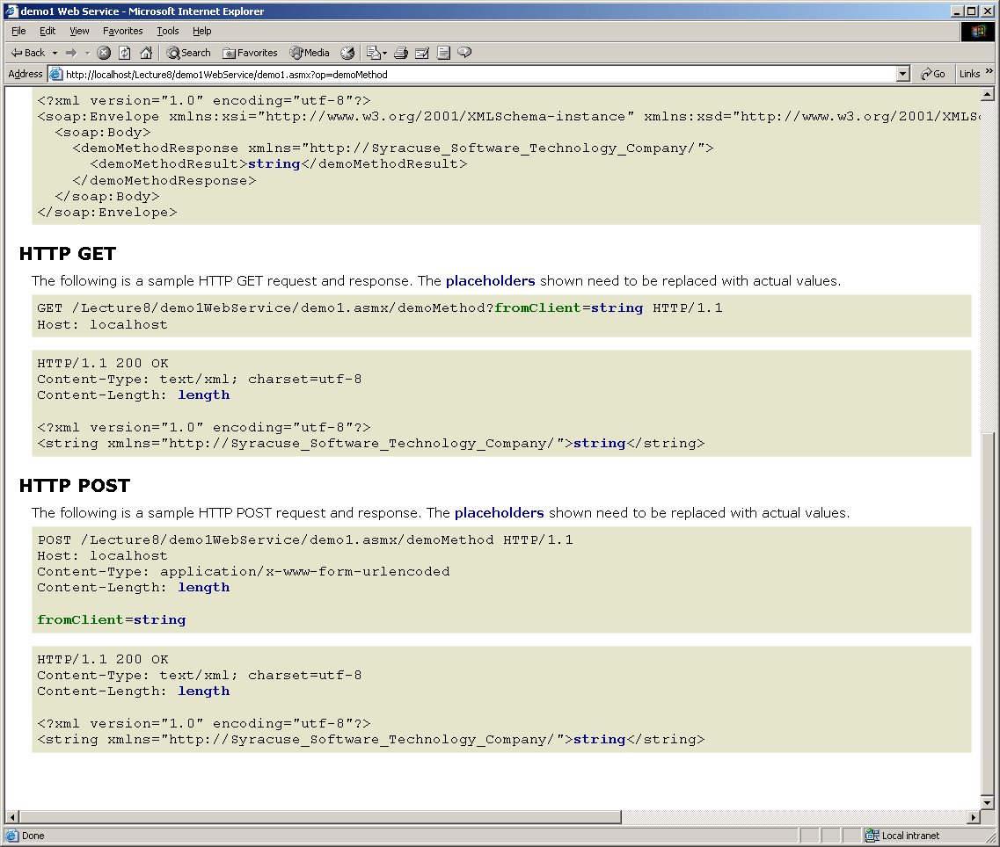 demo1 Web Service - Microsoft Internet Explorer
File Edit View Favorites Tools Help
Back Search Favorites Media
Address http://localhost/Lecture8/demo1WebService/demo1.asmx?op=demoMethod Go Links »
<?xml version="1.0" encoding="utf-8"?>
<soap:Envelope xmlns:xsi="http://www.w3.org/2001/XMLSchema-instance" xmlns:xsd="http://www.w3.org/2001/XMLSc
<soap:Body>
<demoMethodResponse xmlns="http://Syracuse_Software_Technology_Company/">
<demoMethodResult>string</demoMethodResult>
</demoMethodResponse>
</soap:Body>
</soap:Envelope>
HTTP GET
The following is a sample HTTP GET request and response. The placeholders shown need to be replaced with actual values.
GET /Lecture8/demo1WebService/demo1.asmx/demoMethod?fromClient=string HTTP/1.1
Host: localhost
HTTP/1.1 200 OK
Content-Type: text/xml; charset=utf-8
Content-Length: length
<?xml version="1.0" encoding="utf-8"?>
<string xmlns="http://Syracuse_Software_Technology_Company/">string</string>
HTTP POST
The following is a sample HTTP POST request and response. The placeholders shown need to be replaced with actual values.
POST /Lecture8/demo1WebService/demo1.asmx/demoMethod HTTP/1.1
Host: localhost
Content-Type: application/x-www-form-urlencoded
Content-Length: length
fromClient=string
HTTP/1.1 200 OK
Content-Type: text/xml; charset=utf-8
Content-Length: length
<?xml version="1.0" encoding="utf-8"?>
<string xmlns="http://Syracuse_Software_Technology_Company/">string</string>
Done Local intranet